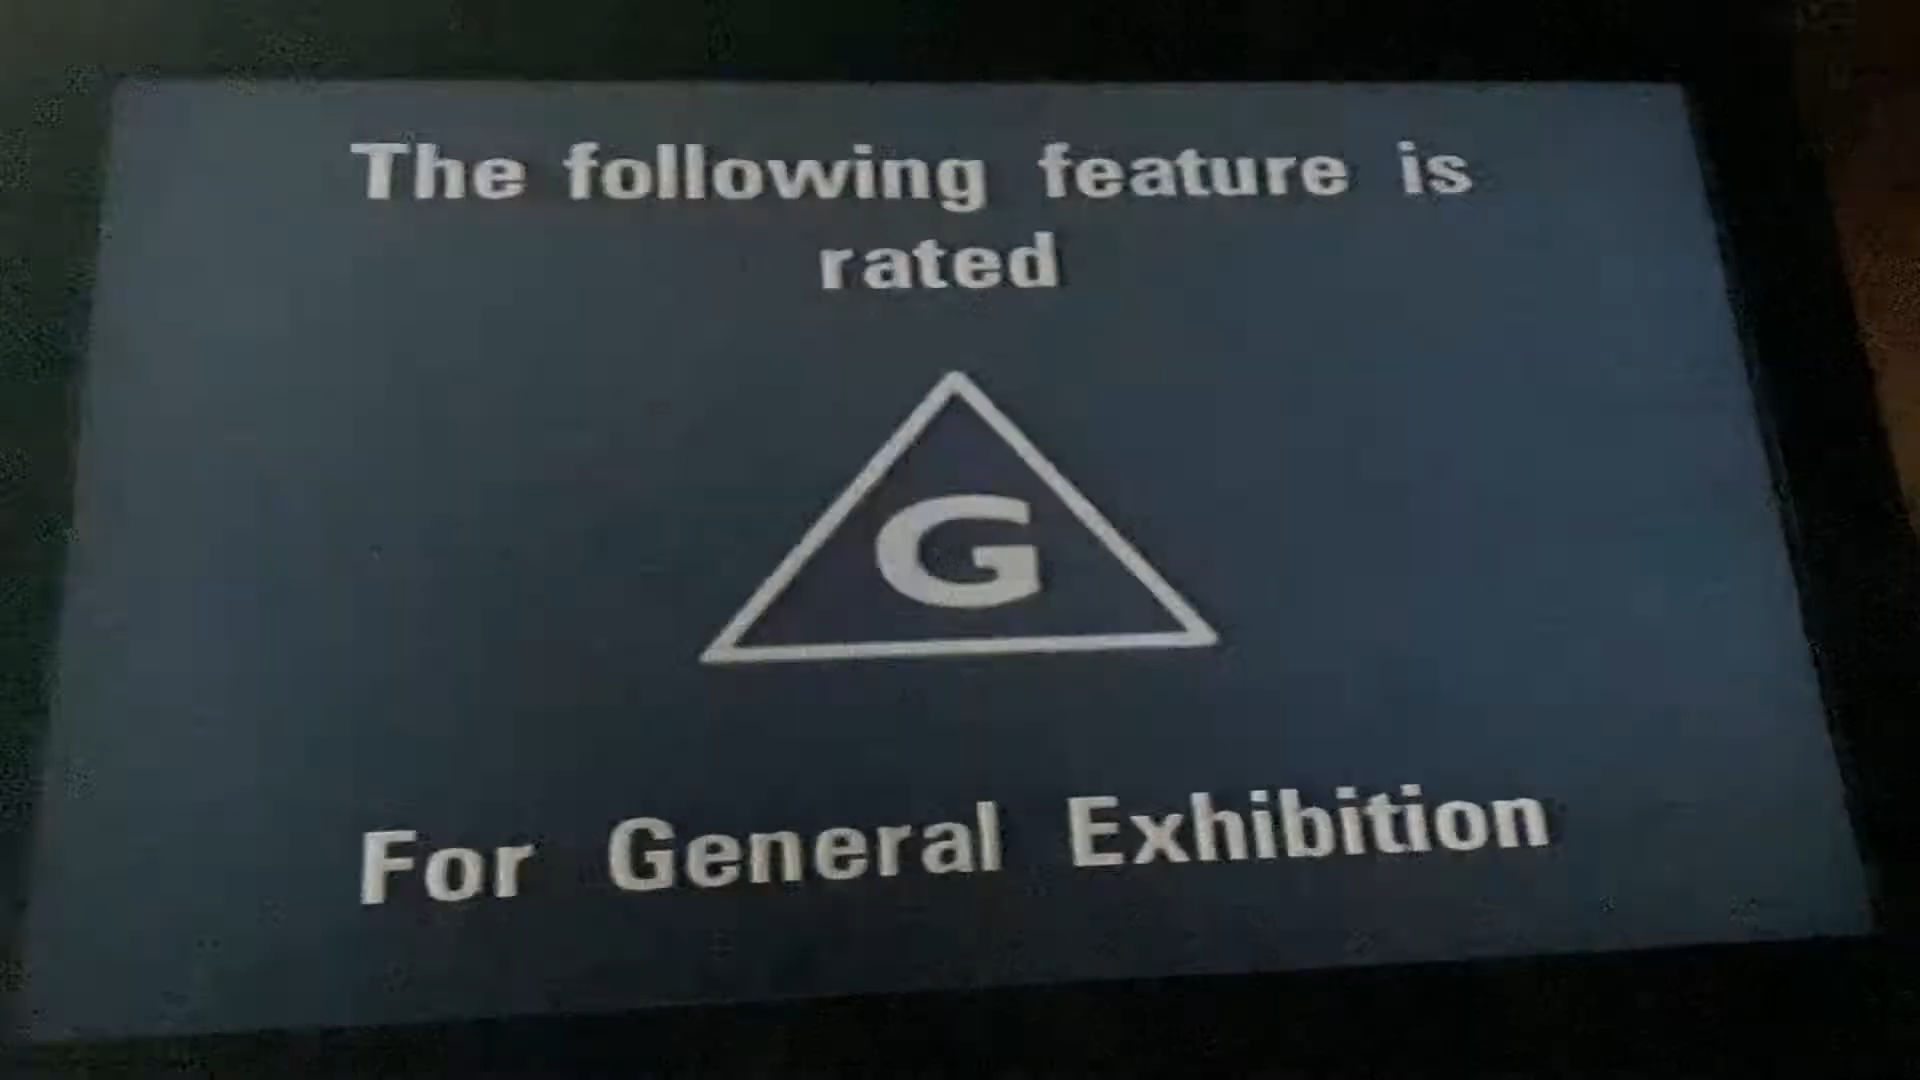 The following feature is
rated
G
For General Exhibition